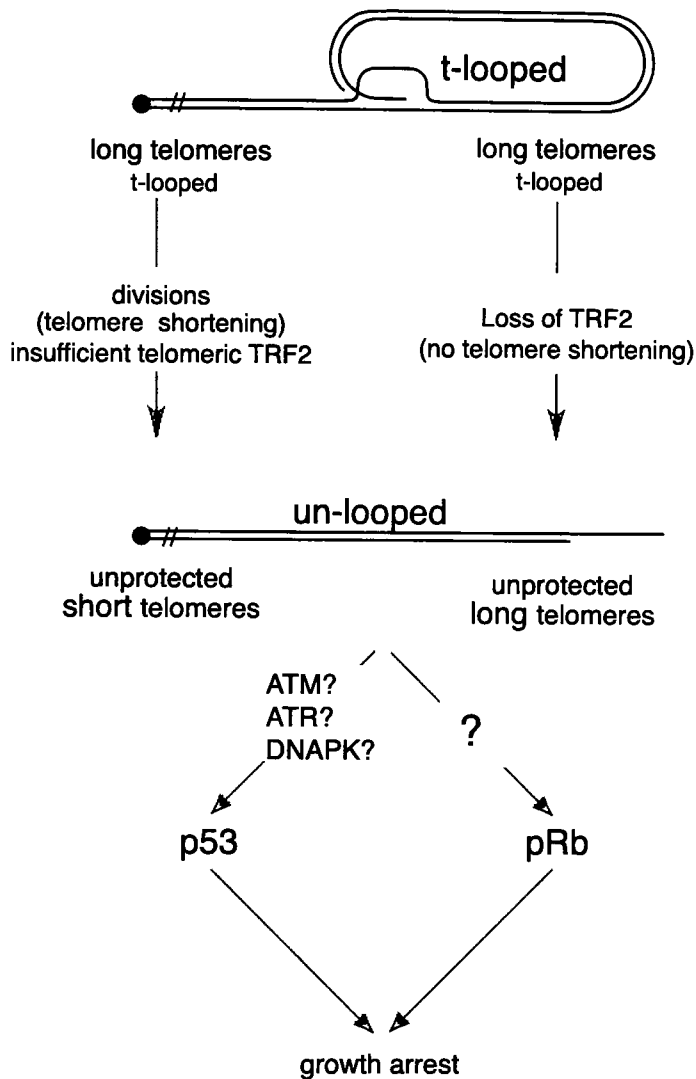 t-looped
long telomeres
t-looped
long telomeres
t-looped
divisions
(telomere shortening)
insufficient telomeric TRF2
Loss of TRF2
(no telomere shortening)
un-looped
unprotected
short telomeres
unprotected
long telomeres
ATM?
ATR?
DNAPK?
?
p53
pRb
growth arrest